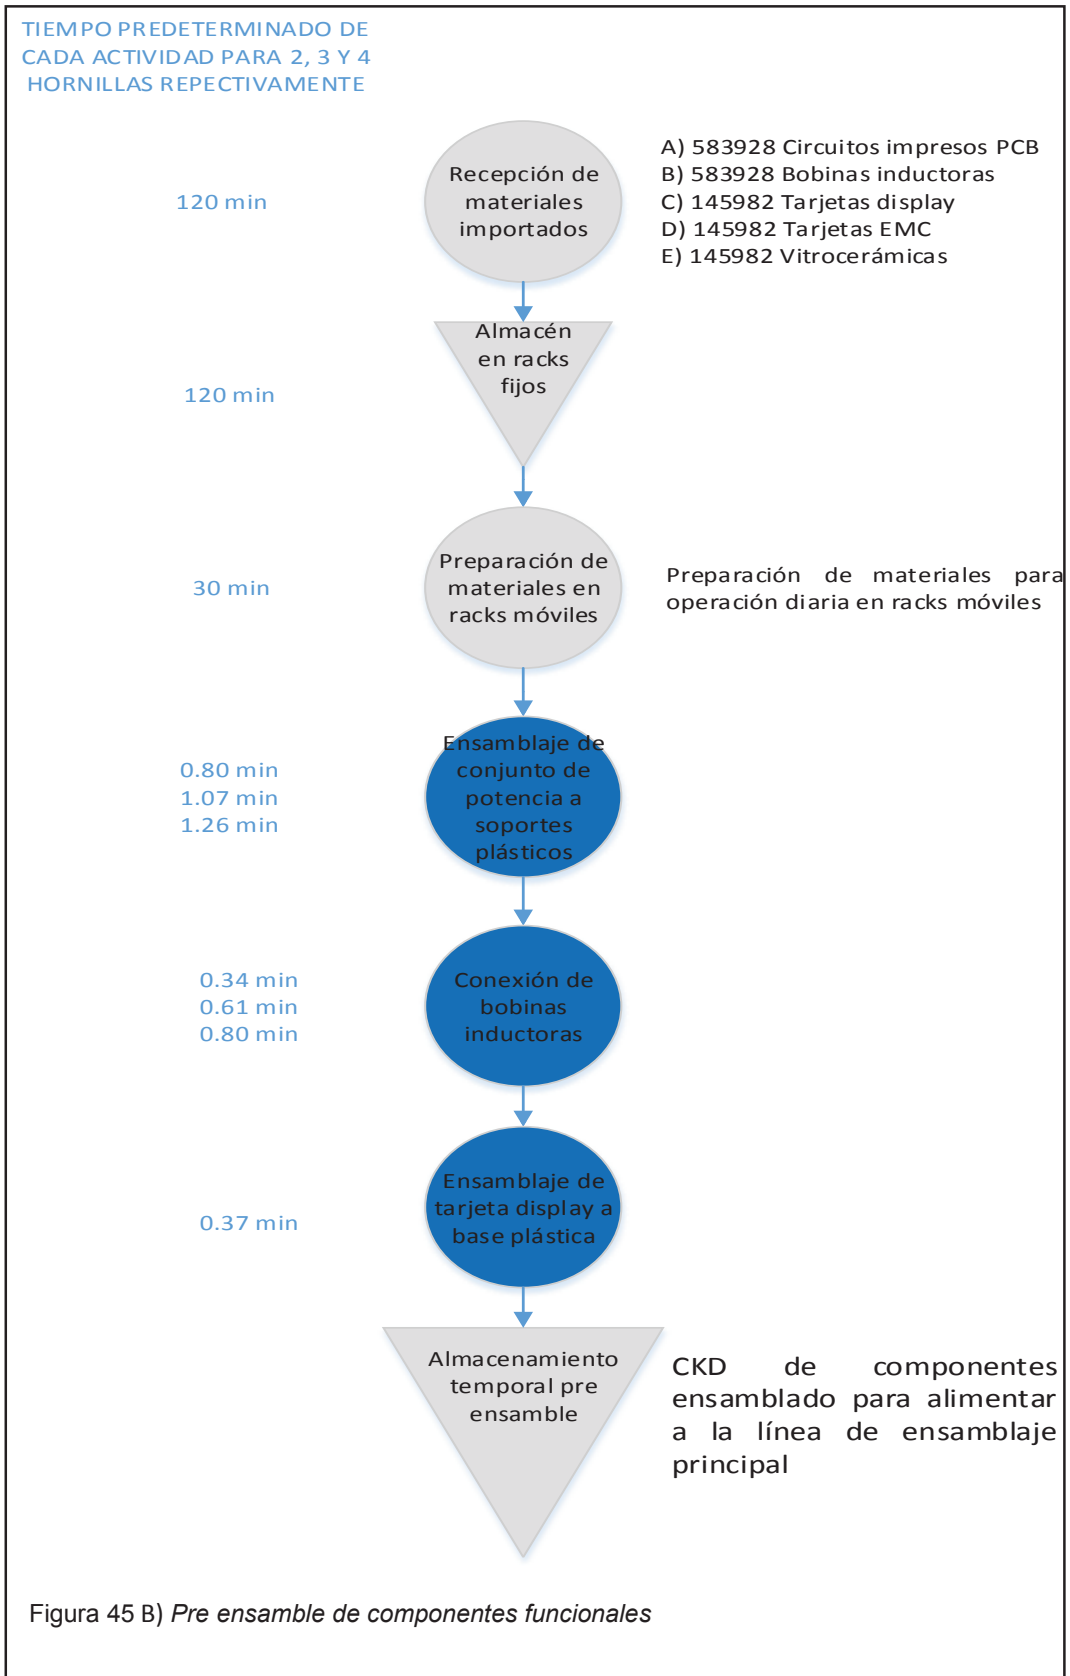 TIEMPO PREDETERMINADO DE
CADA ACTIVIDAD PARA 2, 3 Y 4
HORNILLAS REPECTIVAMENTE
120 min
Recepción de
materiales
importados
A) 583928 Circuitos impresos PCB
B) 583928 Bobinas inductoras
C) 145982 Tarjetas display
D) 145982 Tarjetas EMC
E) 145982 Vitrocerámicas
120 min
Almacén
en racks
fijos
30 min
Preparación de
materiales en
racks móviles
Preparación de materiales para
operación diaria en racks móviles
0.80 min
1.07 min
1.26 min
Ensamblaje de
conjunto de
potencia a
soportes
plásticos
0.34 min
0.61 min
0.80 min
Conexión de
bobinas
inductoras
0.37 min
Ensamblaje de
tarjeta display a
base plástica
Almacenamiento
temporal pre
ensamble
CKD de componentes
ensamblado para alimentar
a la línea de ensamblaje
principal
Figura 45 B) Pre ensamble de componentes funcionales